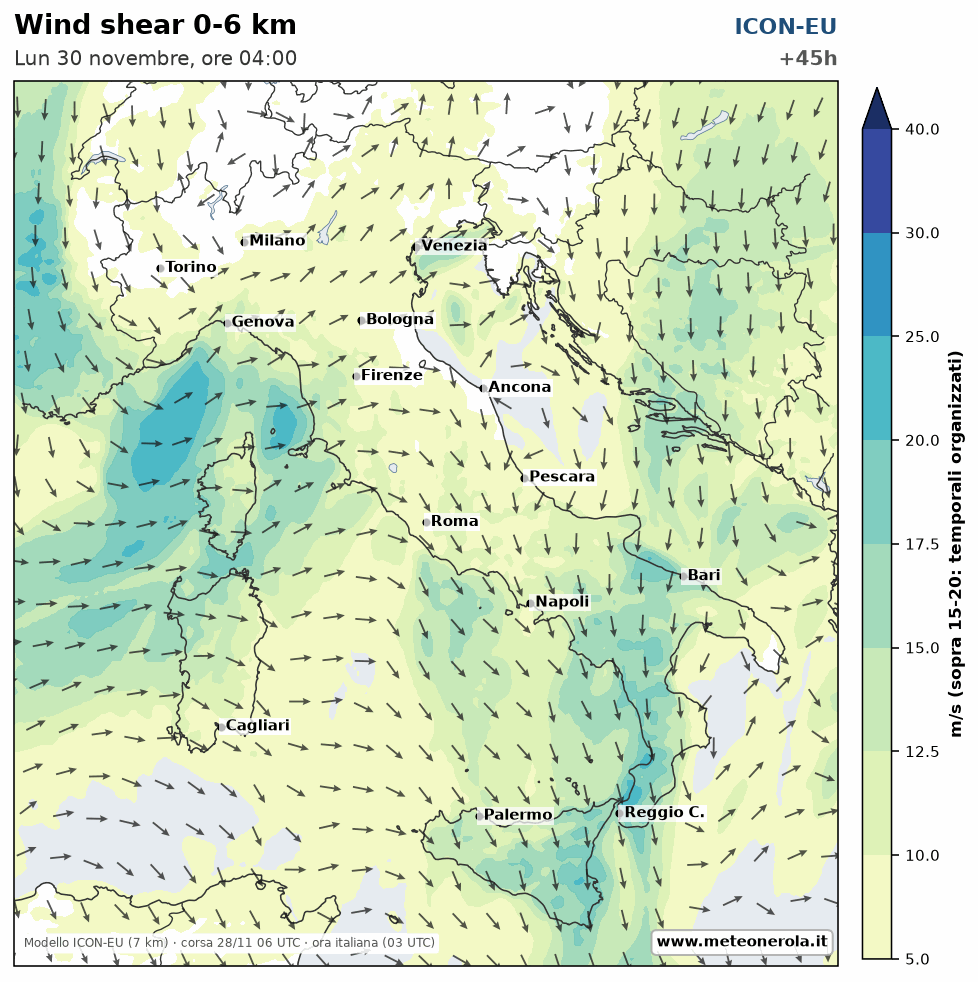 Wind shear 0-6 km
ICON-EU
Lun 30 novembre, ore 04:00
+45h
Milano
Venezia
Torino
Genova
Bologna
Firenze
Ancona
Pescara
Roma
Bari
Napoli
Cagliari
Palermo
Reggio C.
Modello ICON-EU (7 km) · corsa 28/11 06 UTC · ora italiana (03 UTC)
www.meteonerola.it
40.0
30.0
25.0
20.0
17.5
15.0
12.5
10.0
5.0
m/s (sopra 15-20: temporali organizzati)